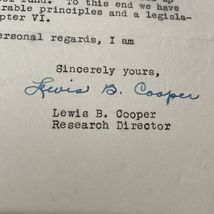 fund. To this end we have
rable principles and a legisla-
pter VI.
ersonal regards, I am
Sincerely yours,
Lewis B. Cooper
Lewis B. Cooper
Research Director